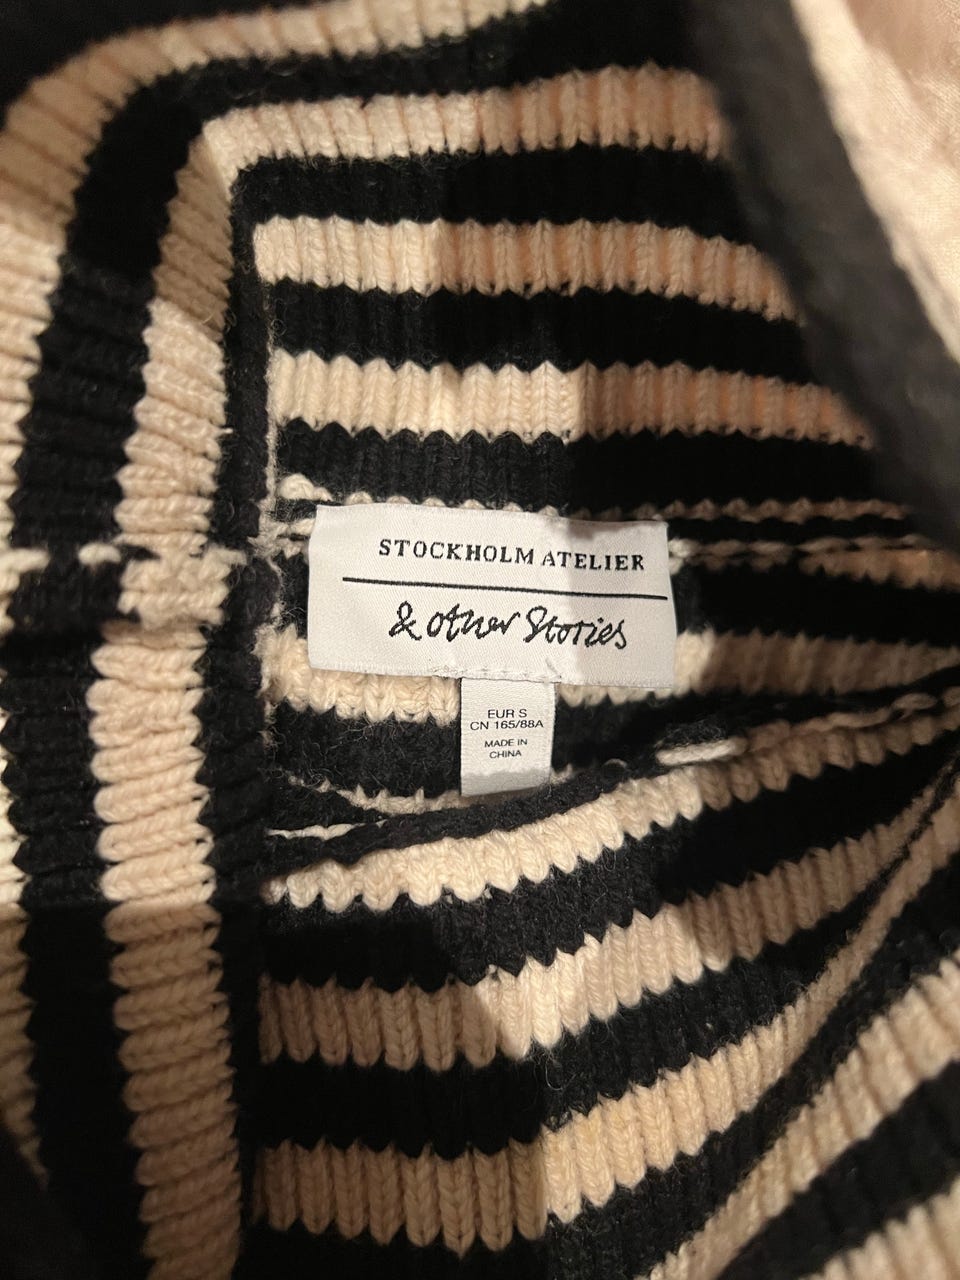 STOCKHOLM ATELIER
& other Stories
EUR S
CN 165/88A
MADE IN
CHINA